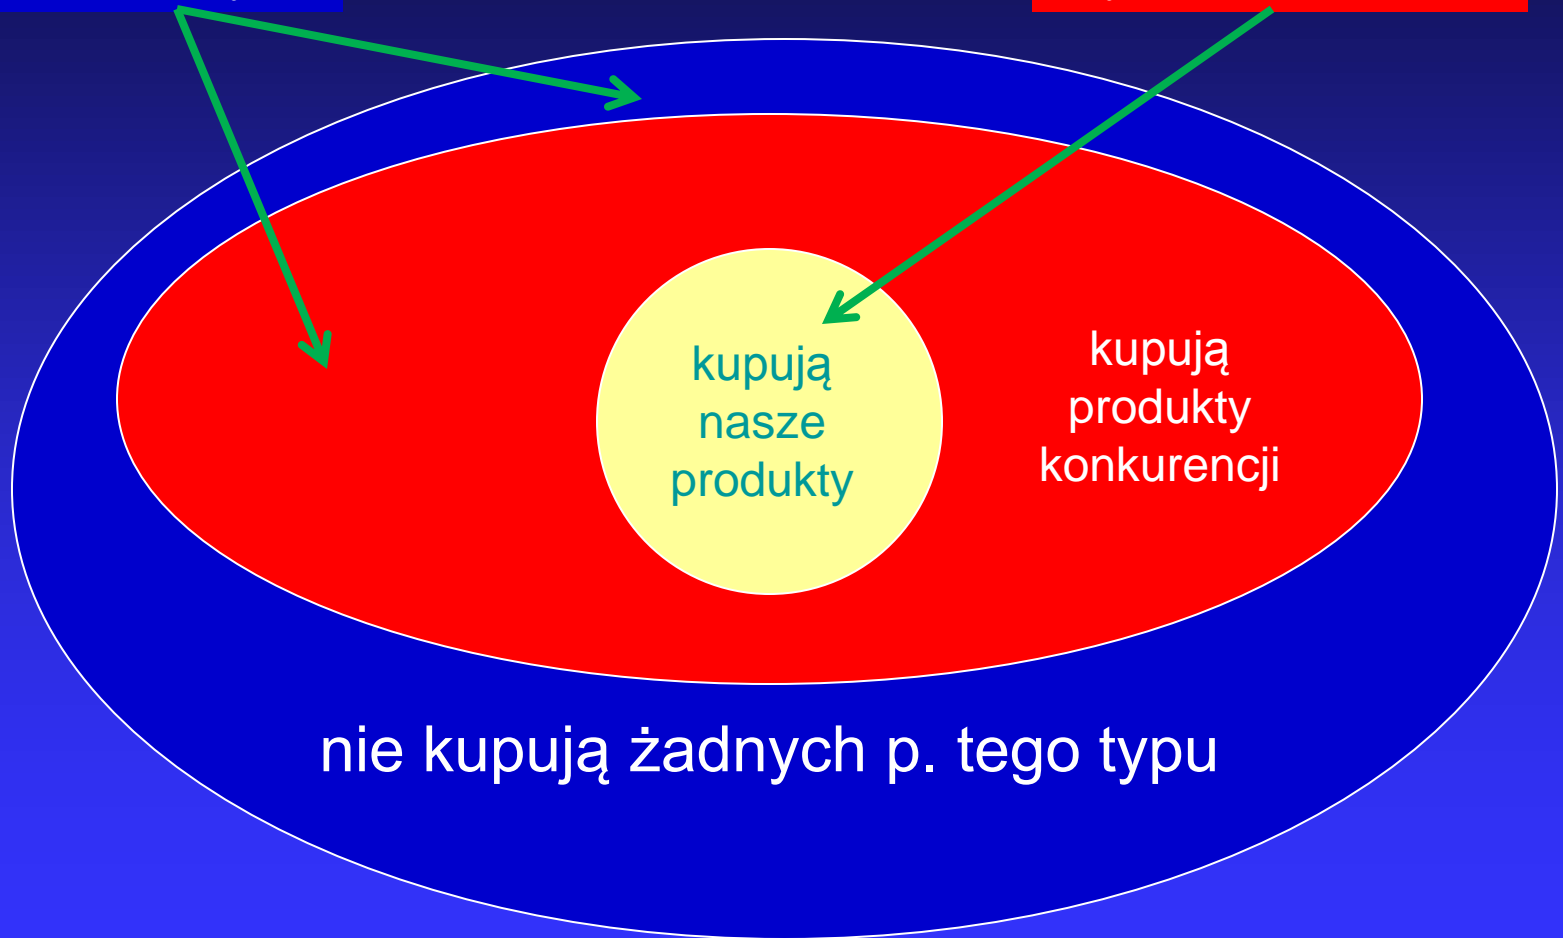 kupują
nasze
produkty
kupują
produkty
konkurencji
nie kupują żadnych p. tego typu